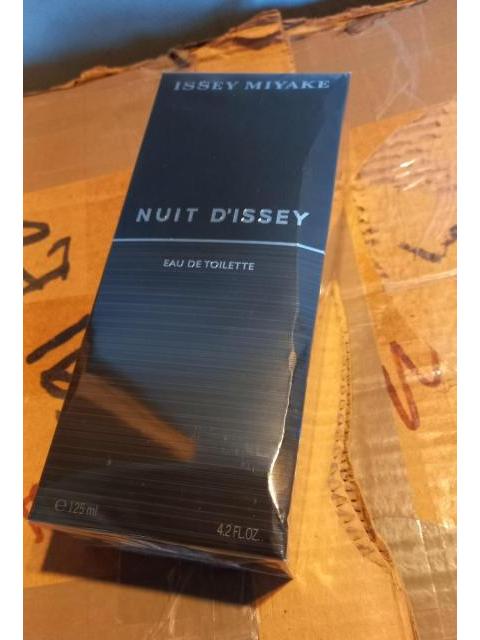 ISSEY MIYAKE
NUIT D'ISSEY
EAU DE TOILETTE
℮ 125 ml
4.2 FL.OZ.